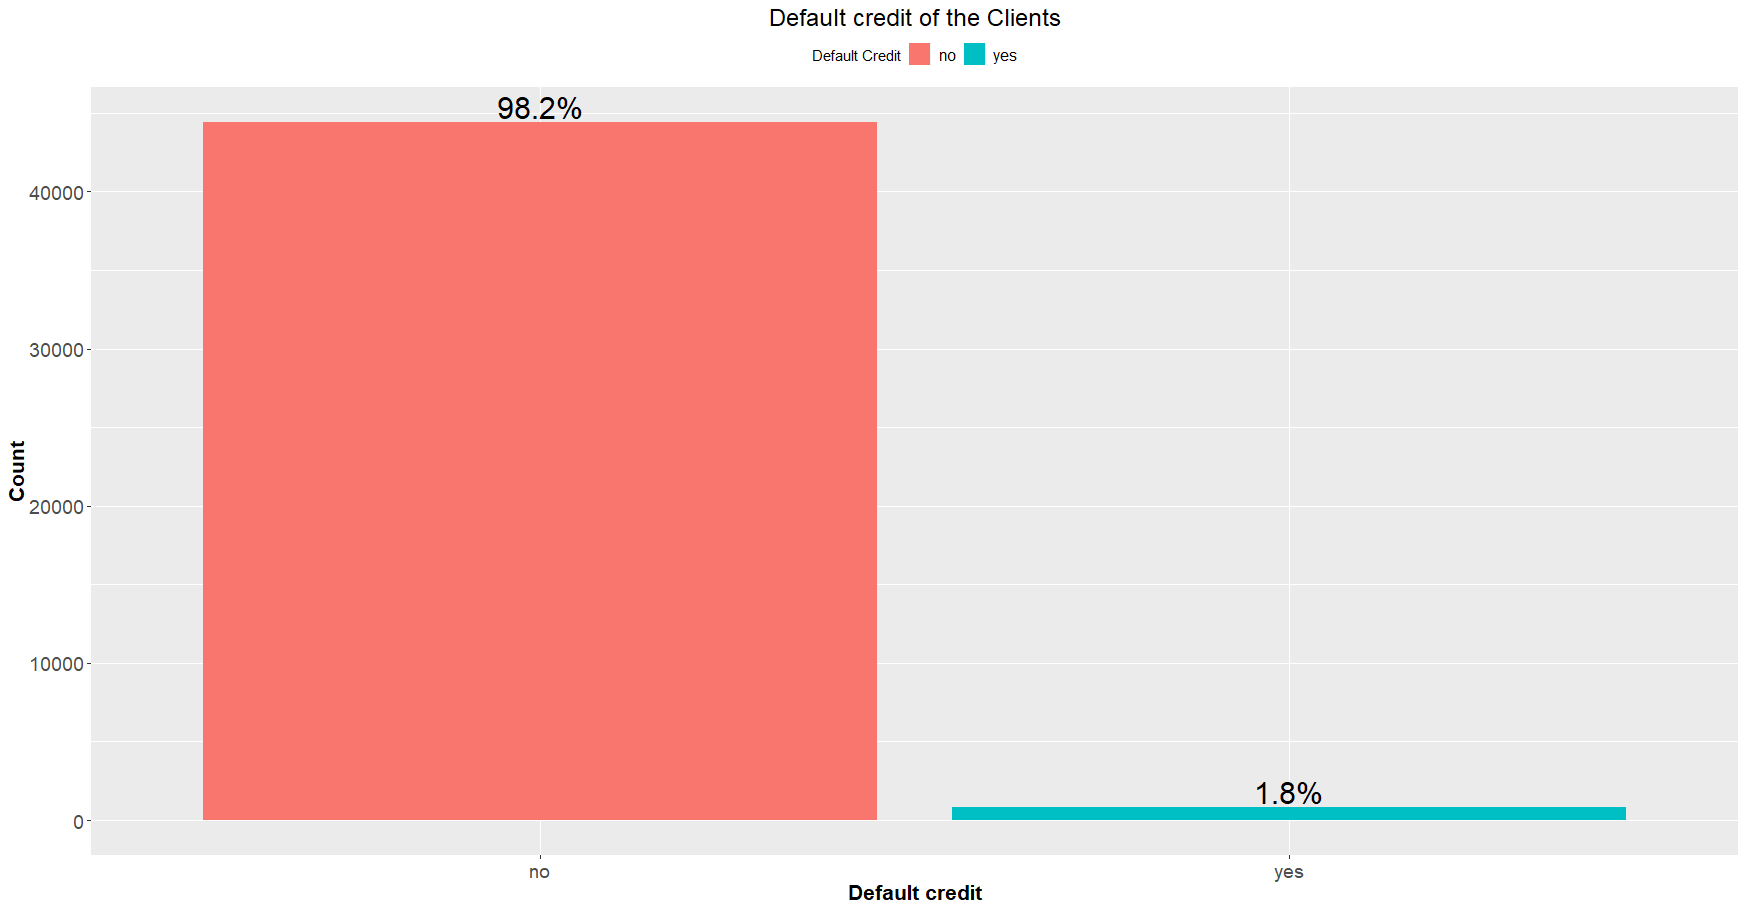 Default credit of the Clients
Default Credit no yes
98.2%
40000
30000
20000
10000
0
Count
1.8%
no yes
Default credit